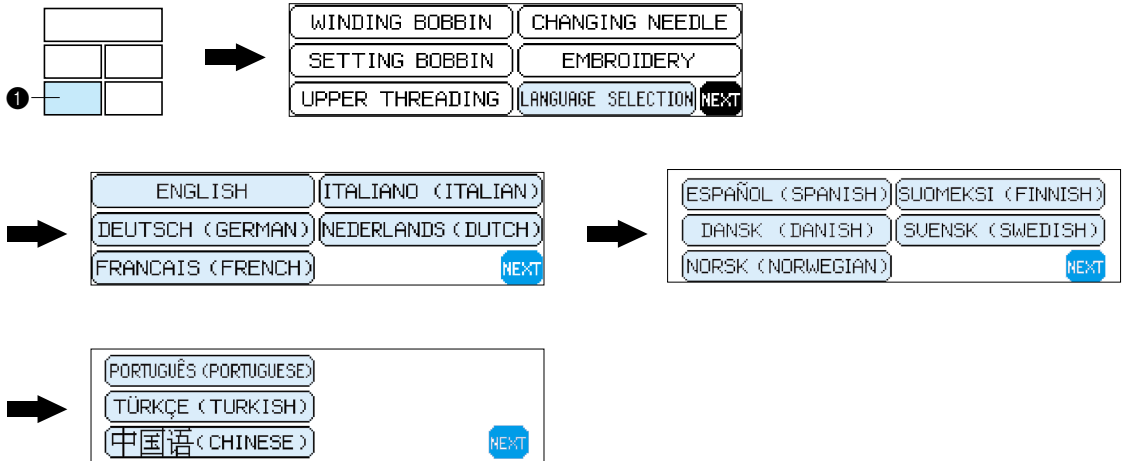 ❶
WINDING BOBBIN CHANGING NEEDLE
SETTING BOBBIN EMBROIDERY
UPPER THREADING LANGUAGE SELECTION NEXT
ENGLISH ITALIANO (ITALIAN)
DEUTSCH (GERMAN) NEDERLANDS (DUTCH)
FRANCAIS (FRENCH) NEXT
ESPAÑOL (SPANISH) SUOMEKSI (FINNISH)
DANSK (DANISH) SVENSK (SWEDISH)
NORSK (NORWEGIAN) NEXT
PORTUGUÊS (PORTUGUESE)
TÜRKÇE (TURKISH)
中国语(CHINESE) NEXT